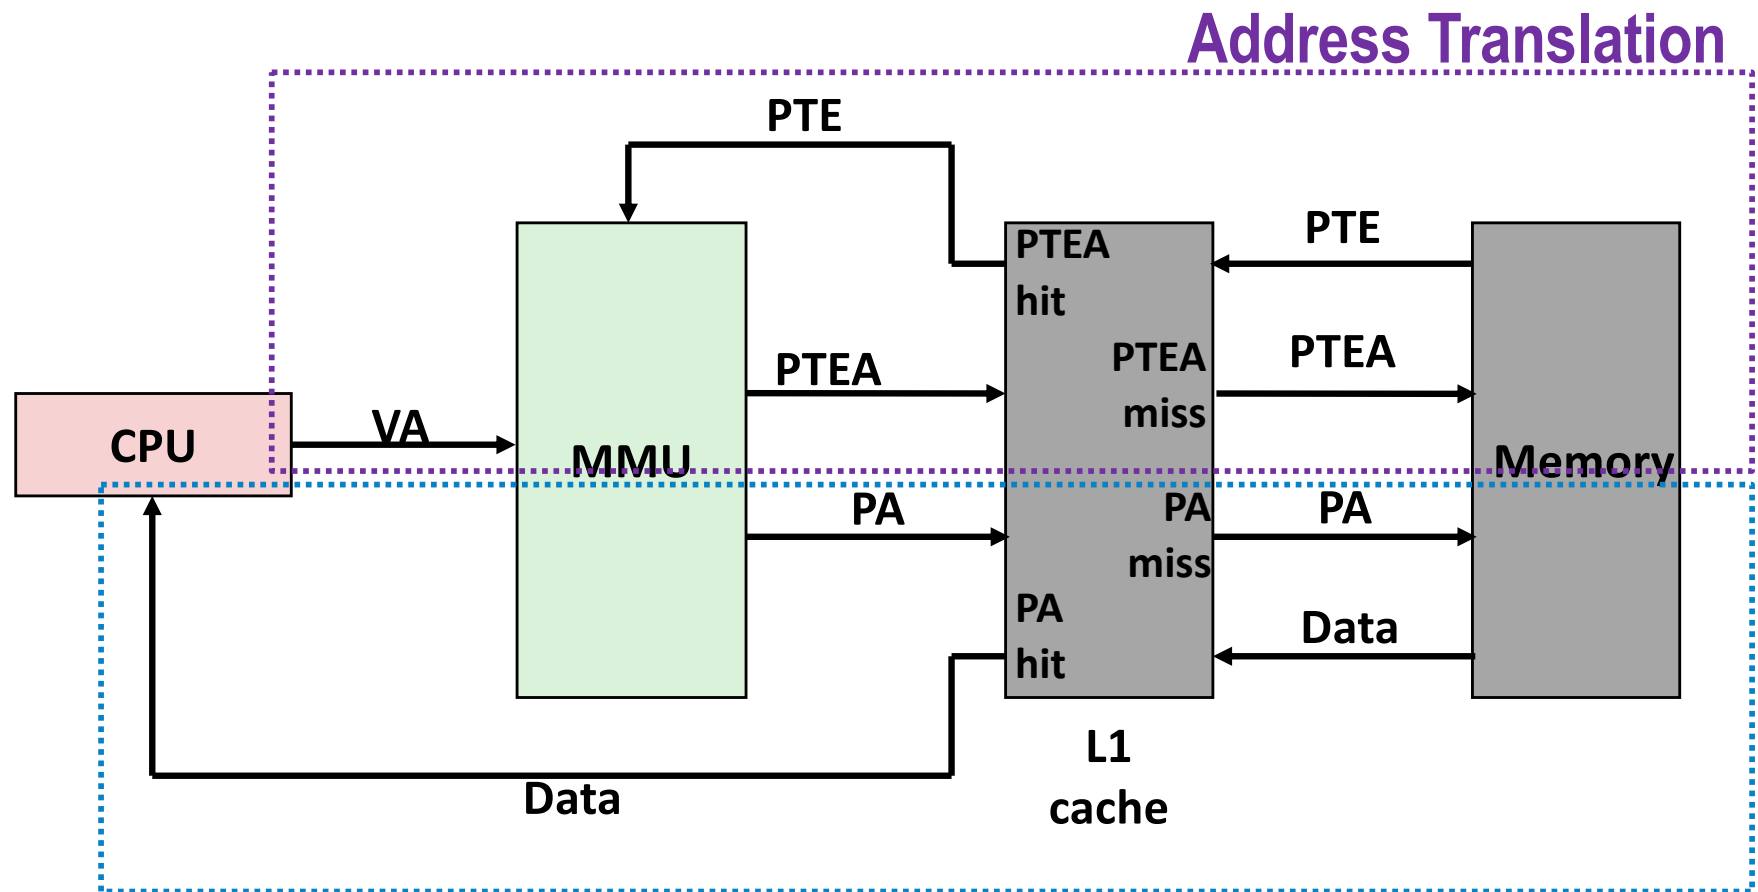 Address Translation
PTE
PTE
PTEA
hit
PTEA
PTEA
PTEA
miss
VA
CPU
MMU
Memory
PA
PA
miss
PA
PA
hit
Data
L1
cache
Data